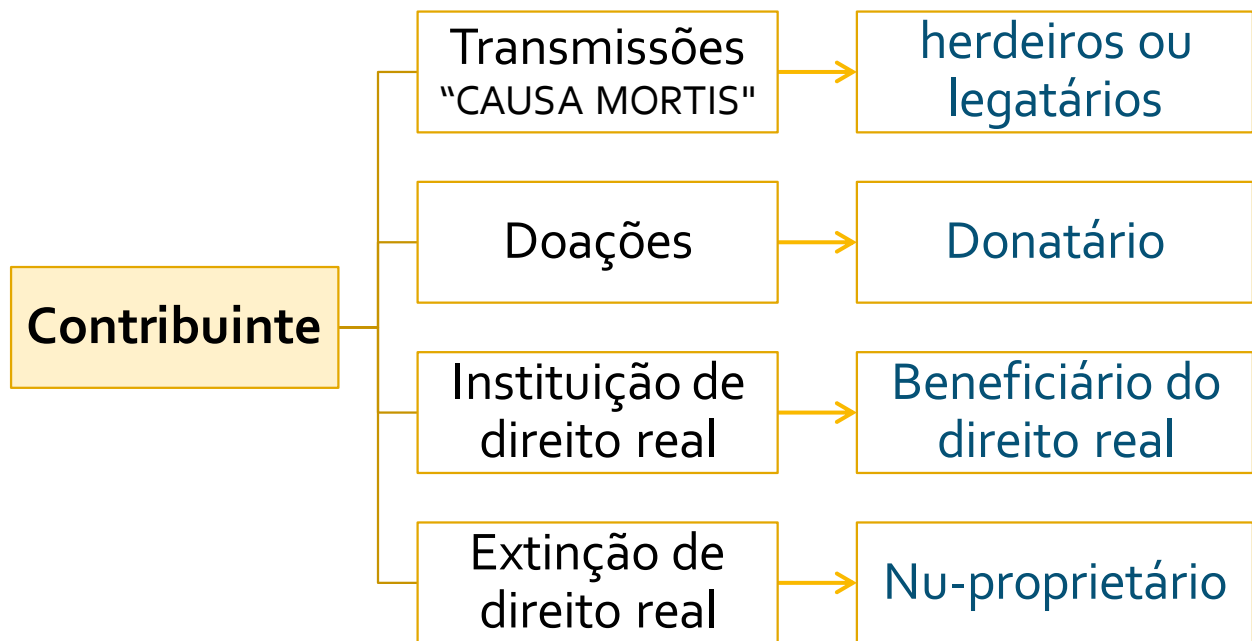 Contribuinte
Transmissões
“CAUSA MORTIS"
herdeiros ou
legatários
Doações
Donatário
Instituição de
direito real
Beneficiário do
direito real
Extinção de
direito real
Nu-proprietário